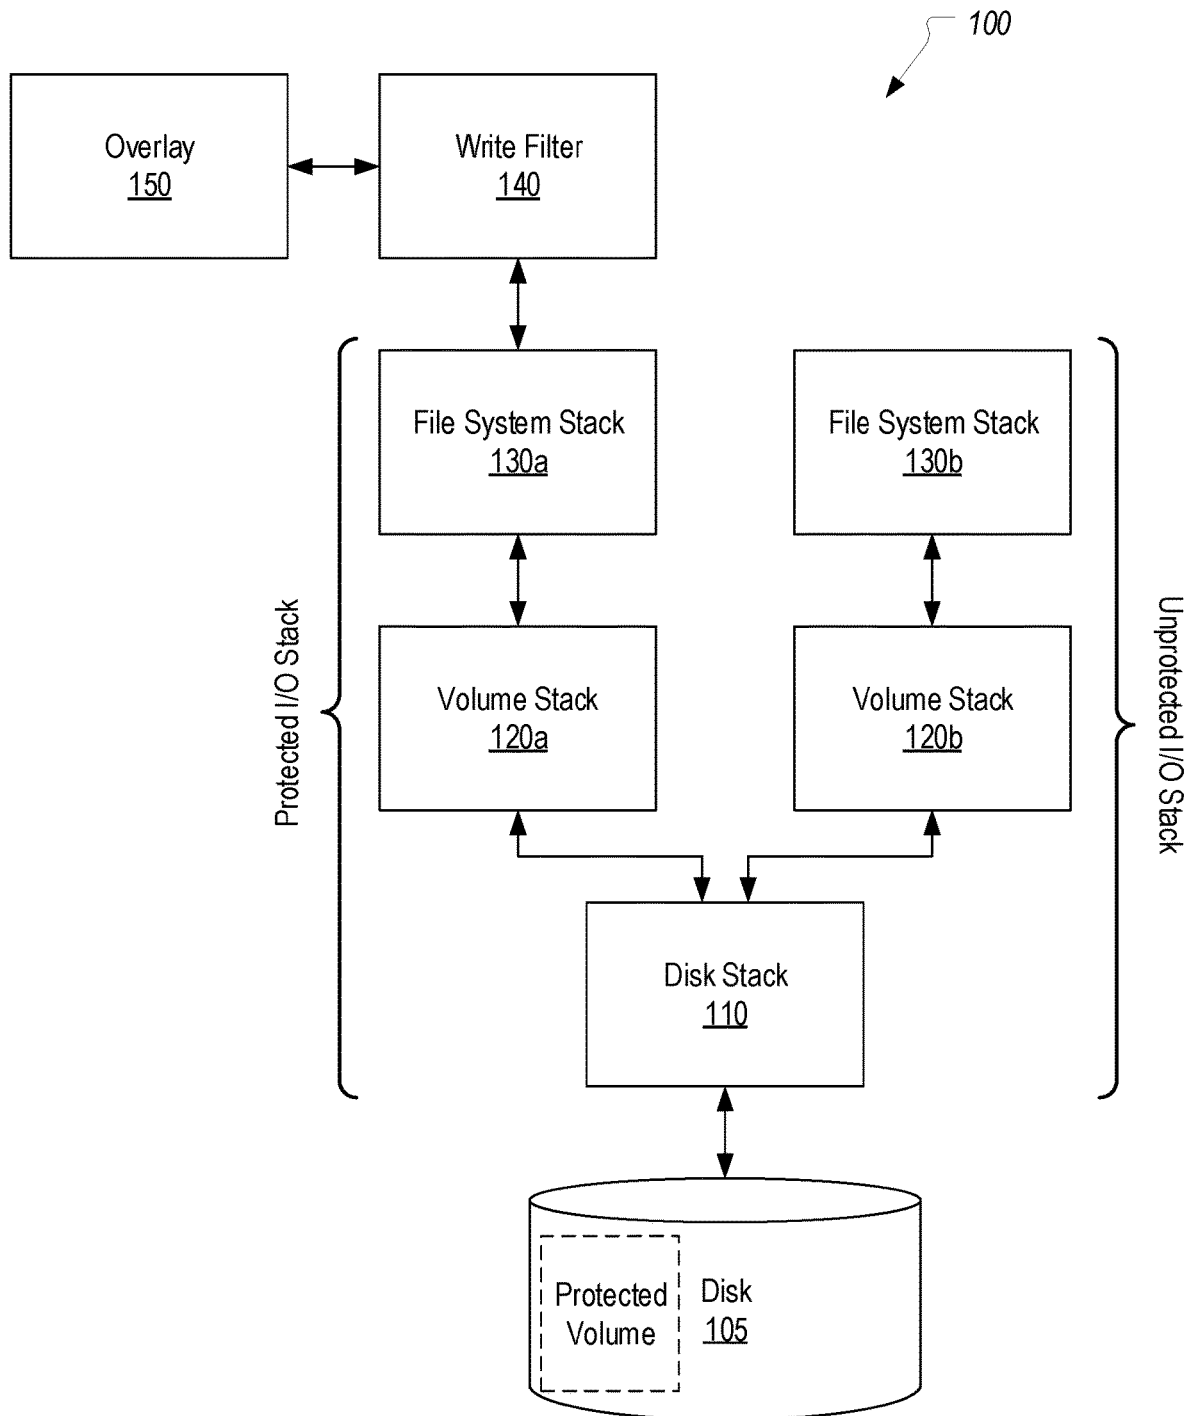 100
Overlay
150
Write Filter
140
File System Stack
130a
File System Stack
130b
Protected I/O Stack
Unprotected I/O Stack
Volume Stack
120a
Volume Stack
120b
Disk Stack
110
Protected
Volume
Disk
105